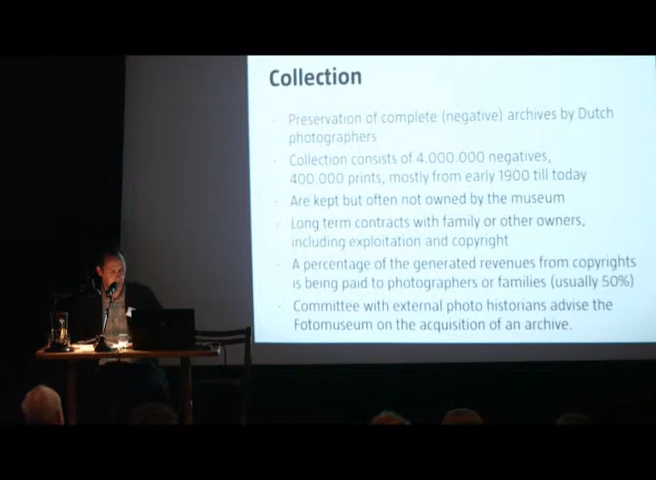 Collection
- Preservation of complete (negative) archives by Dutch
photographers
- Collection consists of 4.000.000 negatives,
400.000 prints, mostly from early 1900 till today
- Are kept but often not owned by the museum
- Long term contracts with family or other owners,
including exploitation and copyright
- A percentage of the generated revenues from copyrights
is being paid to photographers or families (usually 50%)
- Committee with external photo historians advise the
Fotomuseum on the acquisition of an archive.